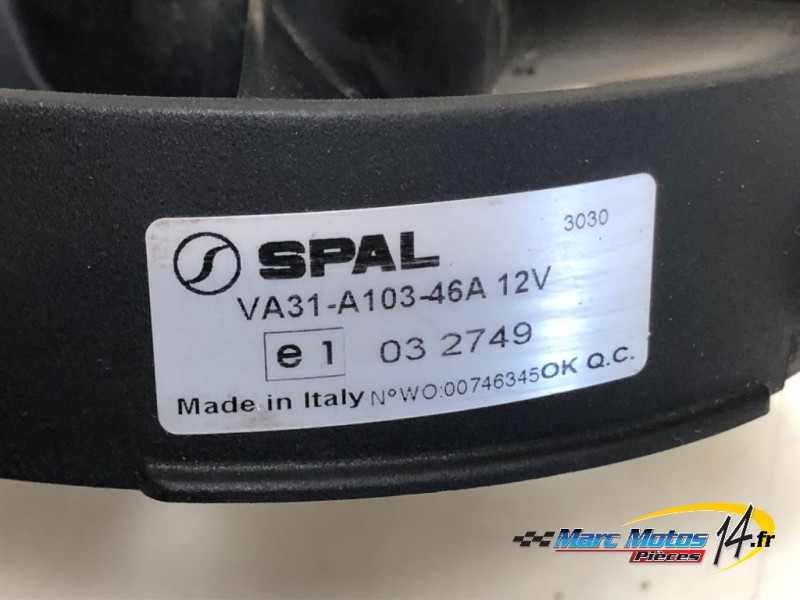 3030
SPAL
VA31-A103-46A 12V
e1 03 2749
Made in Italy N°WO:00746345OK Q.C.
Marc Motos 14.fr
Pièces